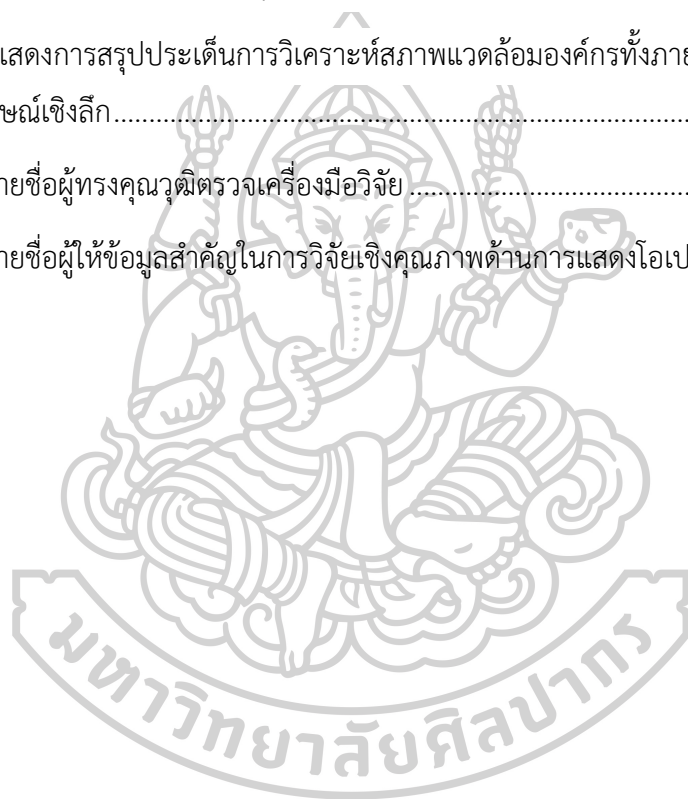 แสดงการสรุปประเด็นการวิเคราะห์สภาพแวดล้อมองค์กรทั้งภาย
ษณ์เชิงลึก
ายชื่อผู้ทรงคุณวุฒิตรวจเครื่องมือวิจัย
ายชื่อผู้ให้ข้อมูลสำคัญในการวิจัยเชิงคุณภาพด้านการแสดงโอเป
มหาวิทยาลัยศิลปากร